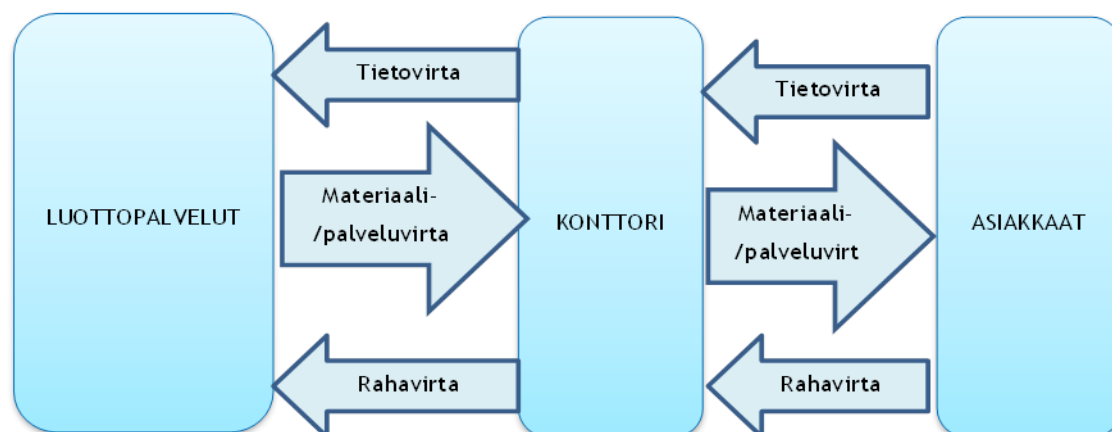 Tietovirta
Tietovirta
LUOTTOPALVELUT
Materiaali-
/palveluvirta
KONTTORI
Materiaali-
/palveluvirt
ASIAKKAAT
Rahavirta
Rahavirta